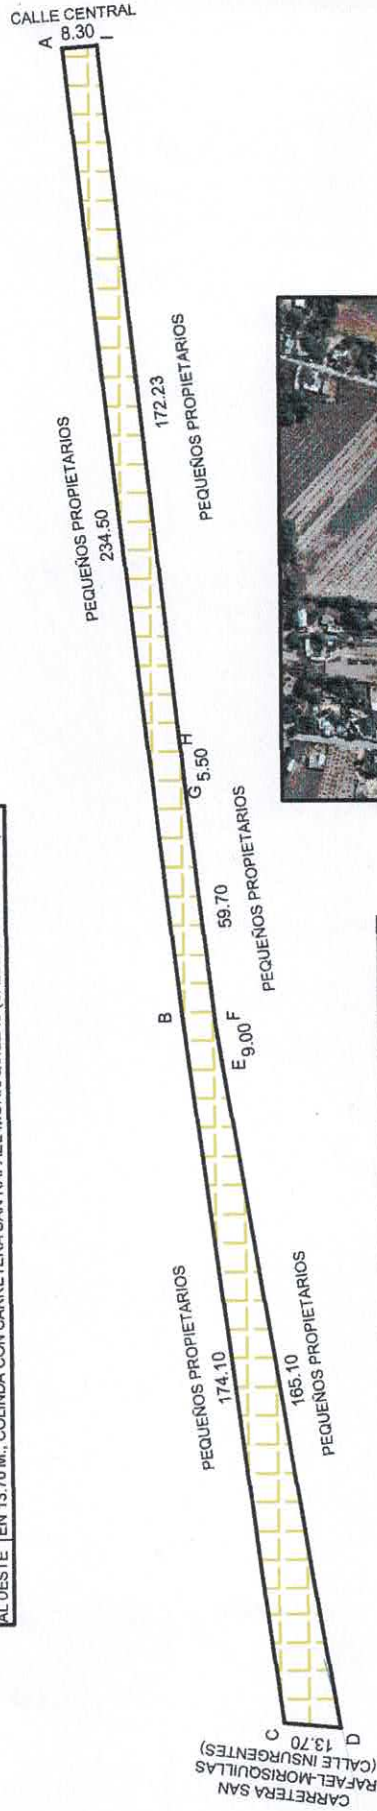 CALLE CENTRAL
A 8.30
PEQUEÑOS PROPIETARIOS
234.50
172.23
PEQUEÑOS PROPIETARIOS
H
G 5.50
B
59.70
PEQUEÑOS PROPIETARIOS
F
E 9.00
PEQUEÑOS PROPIETARIOS
174.10
165.10
PEQUEÑOS PROPIETARIOS
C
13.70
D
CARRETERA SAN
RAFAEL-MORISQUILLAS
(CALLE INSURGENTES)
AL OESTE EN 13.70 M., COLINDA CON CARRETERA SAN RAFAEL